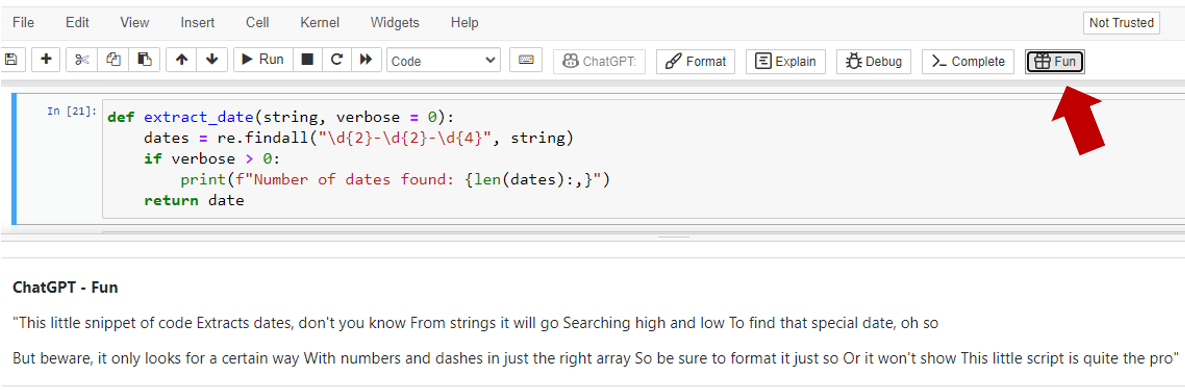 File Edit View Insert Cell Kernel Widgets Help Not Trusted
Run Code ChatGPT: Format Explain Debug Complete Fun
In [21]: def extract_date(string, verbose = 0):
dates = re.findall("\d{2}-\d{2}-\d{4}", string)
if verbose > 0:
print(f"Number of dates found: {len(dates):,}")
return date
ChatGPT - Fun
"This little snippet of code Extracts dates, don't you know From strings it will go Searching high and low To find that special date, oh so
But beware, it only looks for a certain way With numbers and dashes in just the right array So be sure to format it just so Or it won't show This little script is quite the pro"